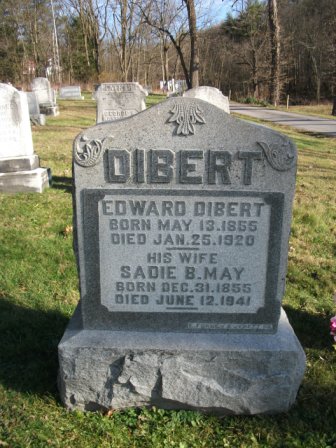 DIBERT
EDWARD DIBERT
BORN MAY 13.1855
DIED JAN.25.1920
HIS WIFE
SADIE B.MAY
BORN DEC.31.1855
DIED JUNE 12.1941